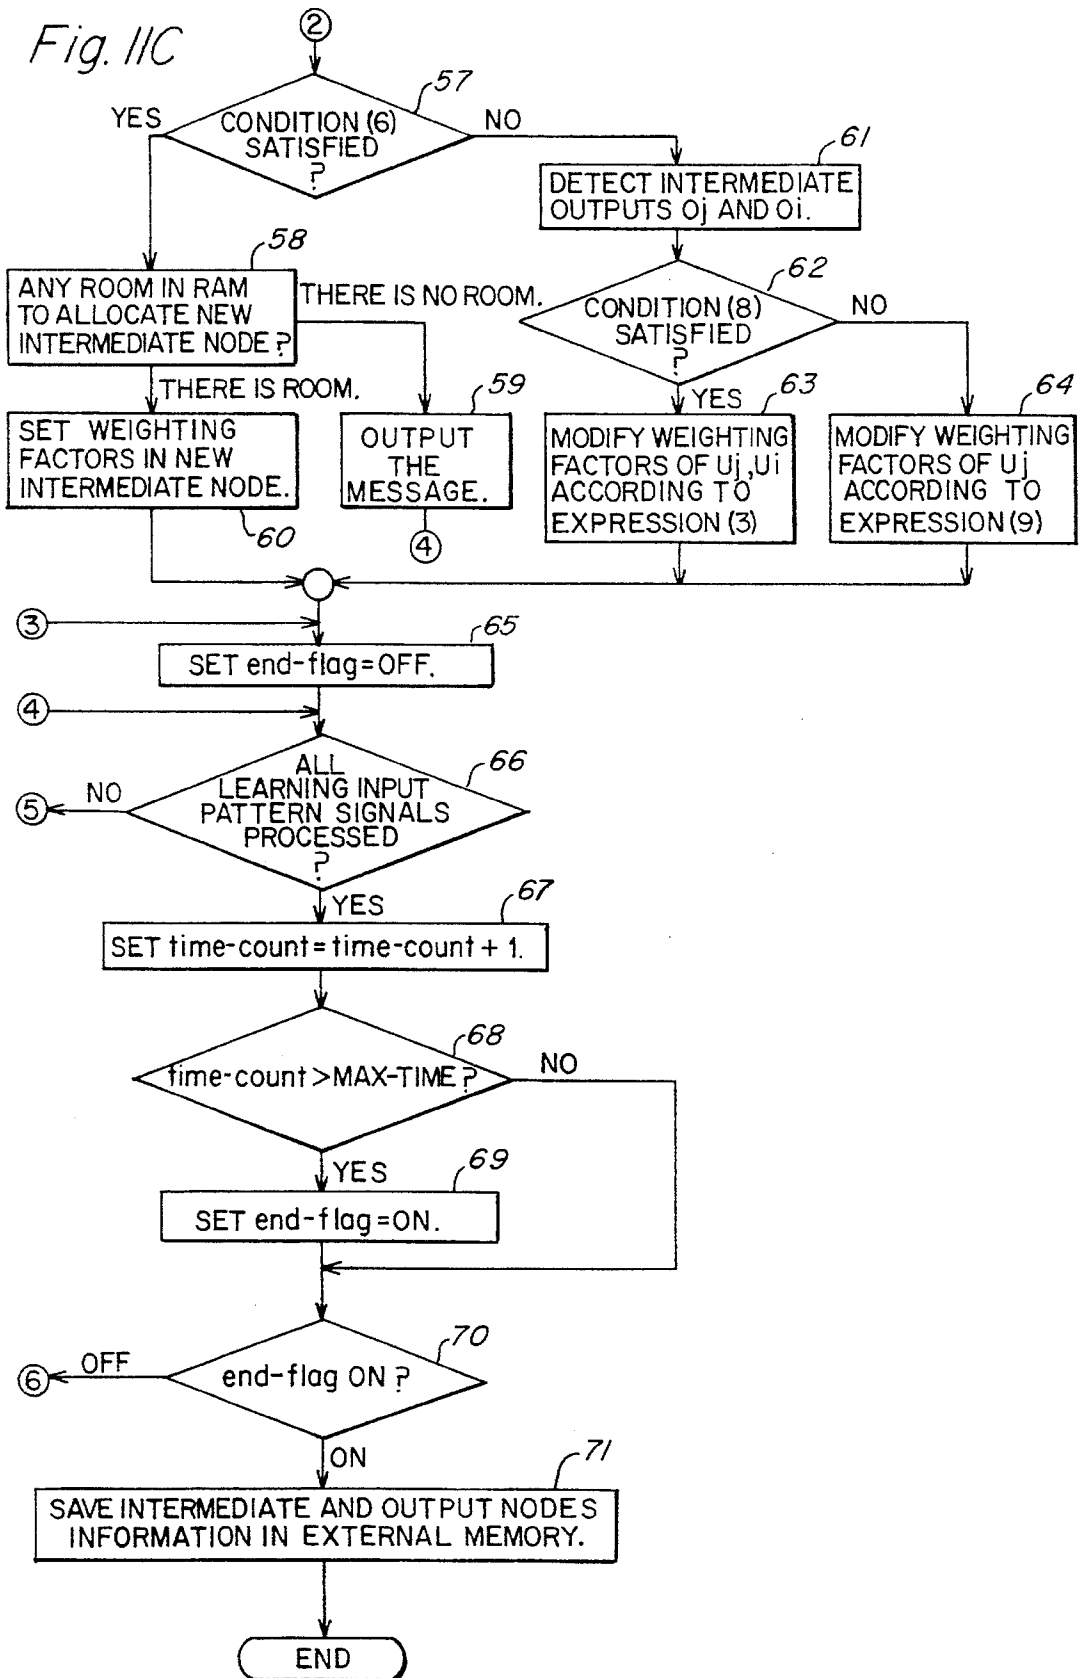 Fig. 11C
2
57
YES
CONDITION (6)
SATISFIED
?
NO
61
DETECT INTERMEDIATE
OUTPUTS Oj AND Oi.
58
ANY ROOM IN RAM
TO ALLOCATE NEW
INTERMEDIATE NODE?
THERE IS NO ROOM.
62
CONDITION (8)
SATISFIED
?
NO
THERE IS ROOM.
59
YES
63
64
SET WEIGHTING
FACTORS IN NEW
INTERMEDIATE NODE.
60
OUTPUT
THE
MESSAGE.
4
MODIFY WEIGHTING
FACTORS OF Uj, Ui
ACCORDING TO
EXPRESSION (3)
MODIFY WEIGHTING
FACTORS OF Uj
ACCORDING TO
EXPRESSION (9)
3
65
SET end-flag=OFF.
4
66
ALL
LEARNING INPUT
PATTERN SIGNALS
PROCESSED
?
NO
5
YES
67
SET time-count=time-count + 1.
68
time-count>MAX-TIME?
NO
YES
69
SET end-flag=ON.
70
end-flag ON?
OFF
6
ON
71
SAVE INTERMEDIATE AND OUTPUT NODES
INFORMATION IN EXTERNAL MEMORY.
END